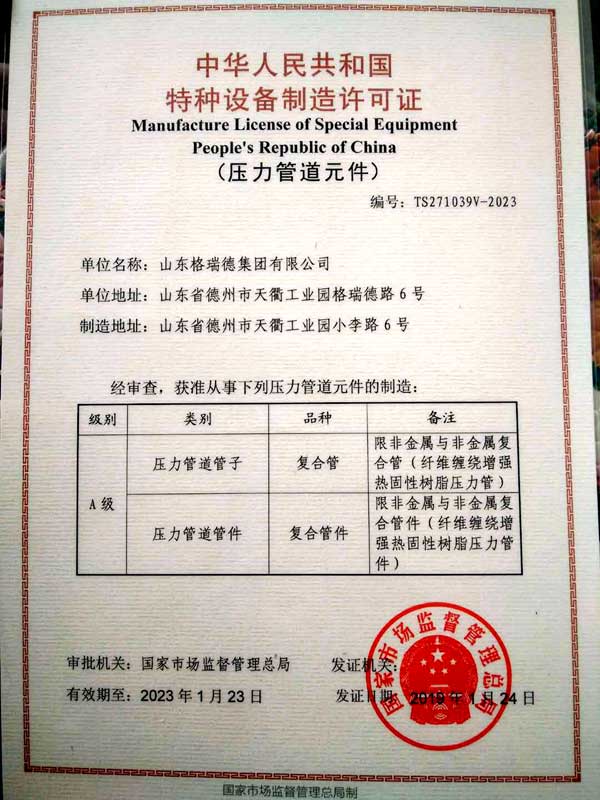 中华人民共和国
特种设备制造许可证
Manufacture License of Special Equipment
People's Republic of China
（压力管道元件）
编号：TS271039V-2023
单位名称：山东格瑞德集团有限公司
单位地址：山东省德州市天衢工业园格瑞德路6号
制造地址：山东省德州市天衢工业园小李路6号
经审查，获准从事下列压力管道元件的制造：
级别 类别 品种 备注
A级
压力管道管子 复合管
限非金属与非金属复
合管（纤维缠绕增强
热固性树脂压力管）
压力管道管件 复合管件
限非金属与非金属复
合管件（纤维缠绕增
强热固性树脂压力管
件）
审批机关：国家市场监督管理总局 发证机关：
有效期至：2023年1月23日 发证日期：2019年1月24日
国家市场监督管理总局
国家市场监督管理总局制